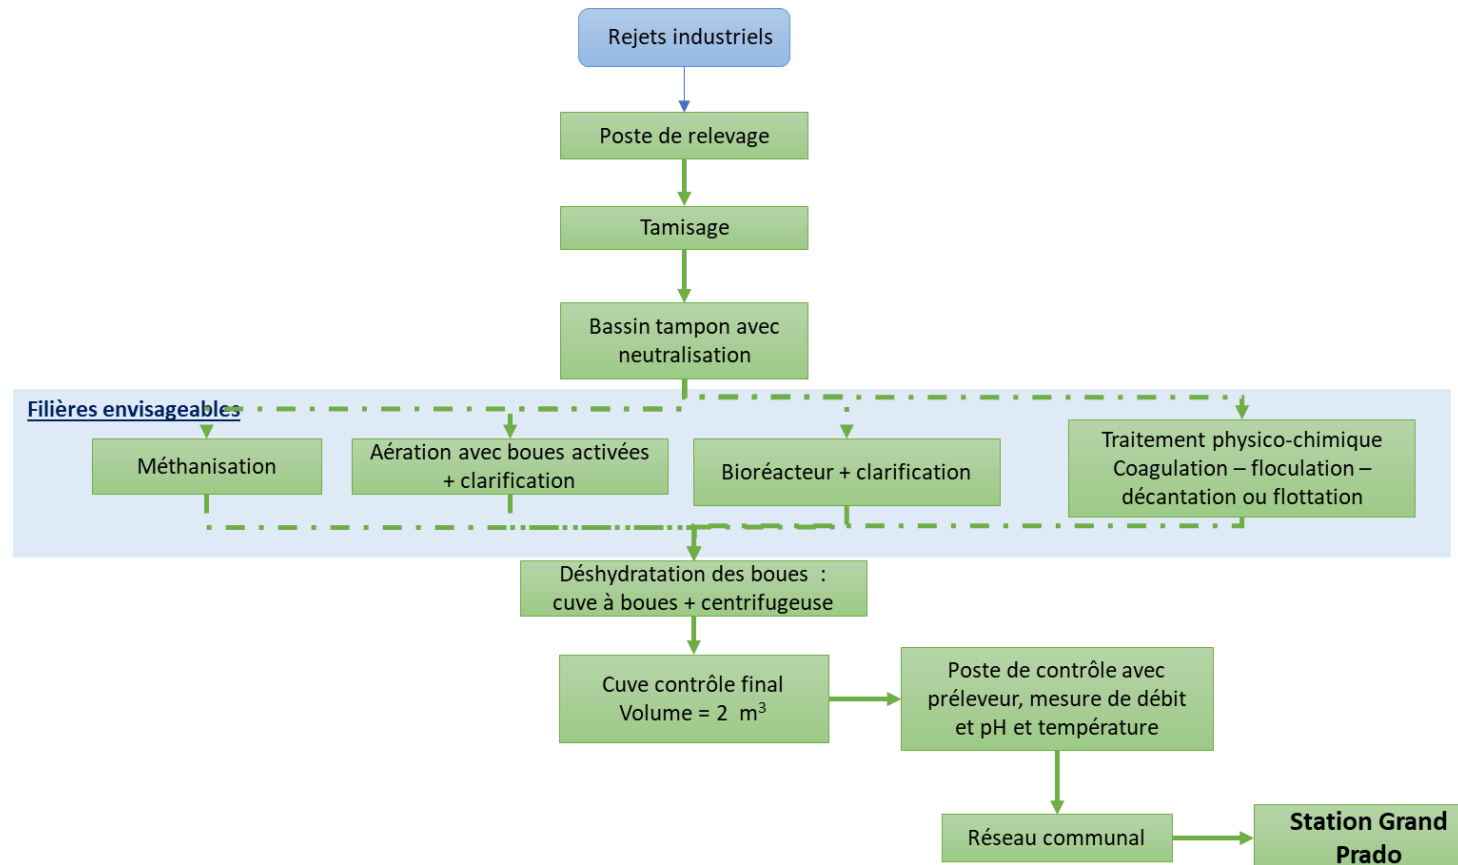 Rejets industriels
Poste de relevage
Tamisage
Bassin tampon avec
neutralisation
Filières envisageables
Méthanisation
Aération avec boues activées
+ clarification
Bioréacteur + clarification
Traitement physico-chimique
Coagulation – floculation –
décantation ou flottation
Déshydratation des boues :
cuve à boues + centrifugeuse
Cuve contrôle final
Volume = 2 m³
Poste de contrôle avec
préleveur, mesure de débit
et pH et température
Réseau communal
Station Grand
Prado